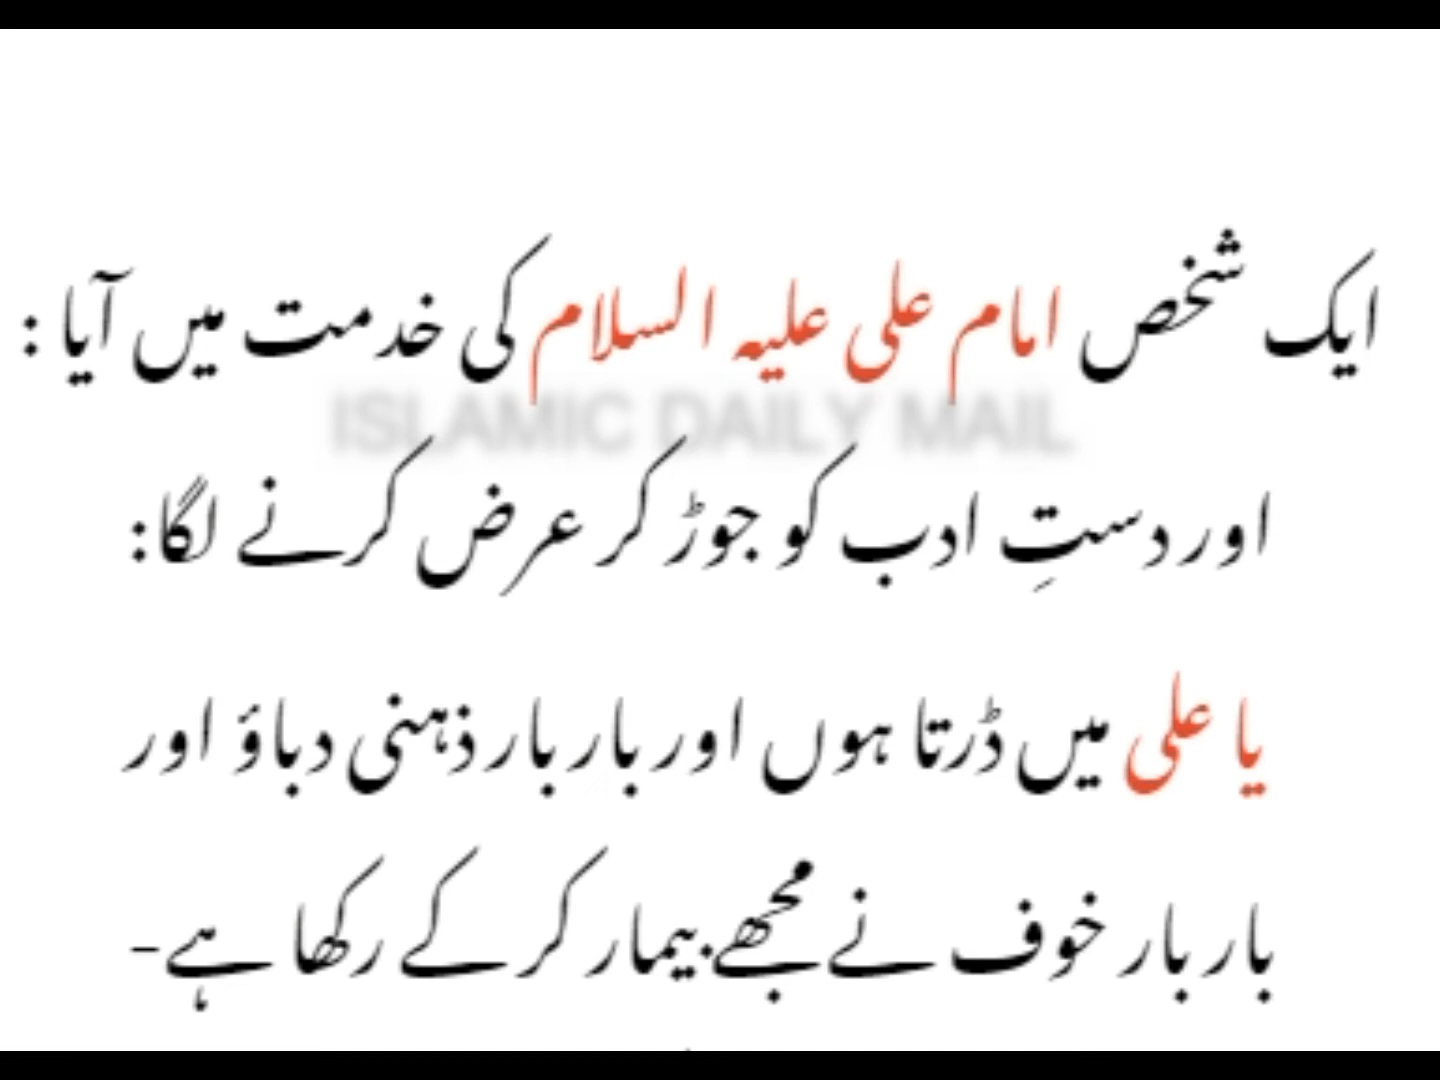 ایک شخص امام علی علیہ السلام کی خدمت میں آیا :
ISLAMIC DAILY MAIL
اور دستِ ادب کو جوڑ کر عرض کرنے لگا:
یا علی میں ڈرتا ہوں اور بار بار ذہنی دباؤ اور
بار بار خوف نے مجھے بیمار کر کے رکھا ہے-